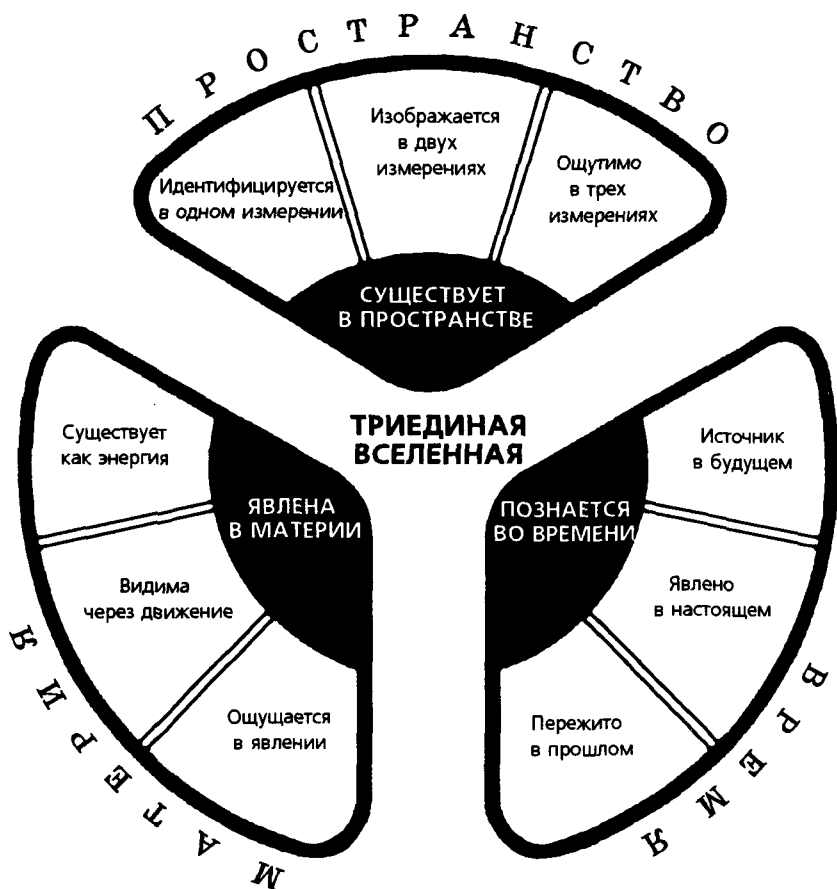 ПРОСТРАНСТВО
Идентифицируется
в одном измерении
Изображается
в двух
измерениях
Ощутимо
в трех
измерениях
СУЩЕСТВУЕТ
В ПРОСТРАНСТВЕ
ТРИЕДИНАЯ
ВСЕЛЕННАЯ
Существует
как энергия
ЯВЛЕНА
В МАТЕРИИ
Видима
через движение
Ощущается
в явлении
МАТЕРИЯ
Источник
в будущем
ПОЗНАЕТСЯ
ВО ВРЕМЕНИ
Явлено
в настоящем
Пережито
в прошлом
ВРЕМЯ